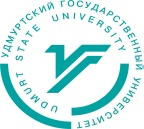 УДМУРТСКИЙ ГОСУДАРСТВЕННЫЙ УНИВЕРСИТЕТ
UDMURT STATE UNIVERSITY